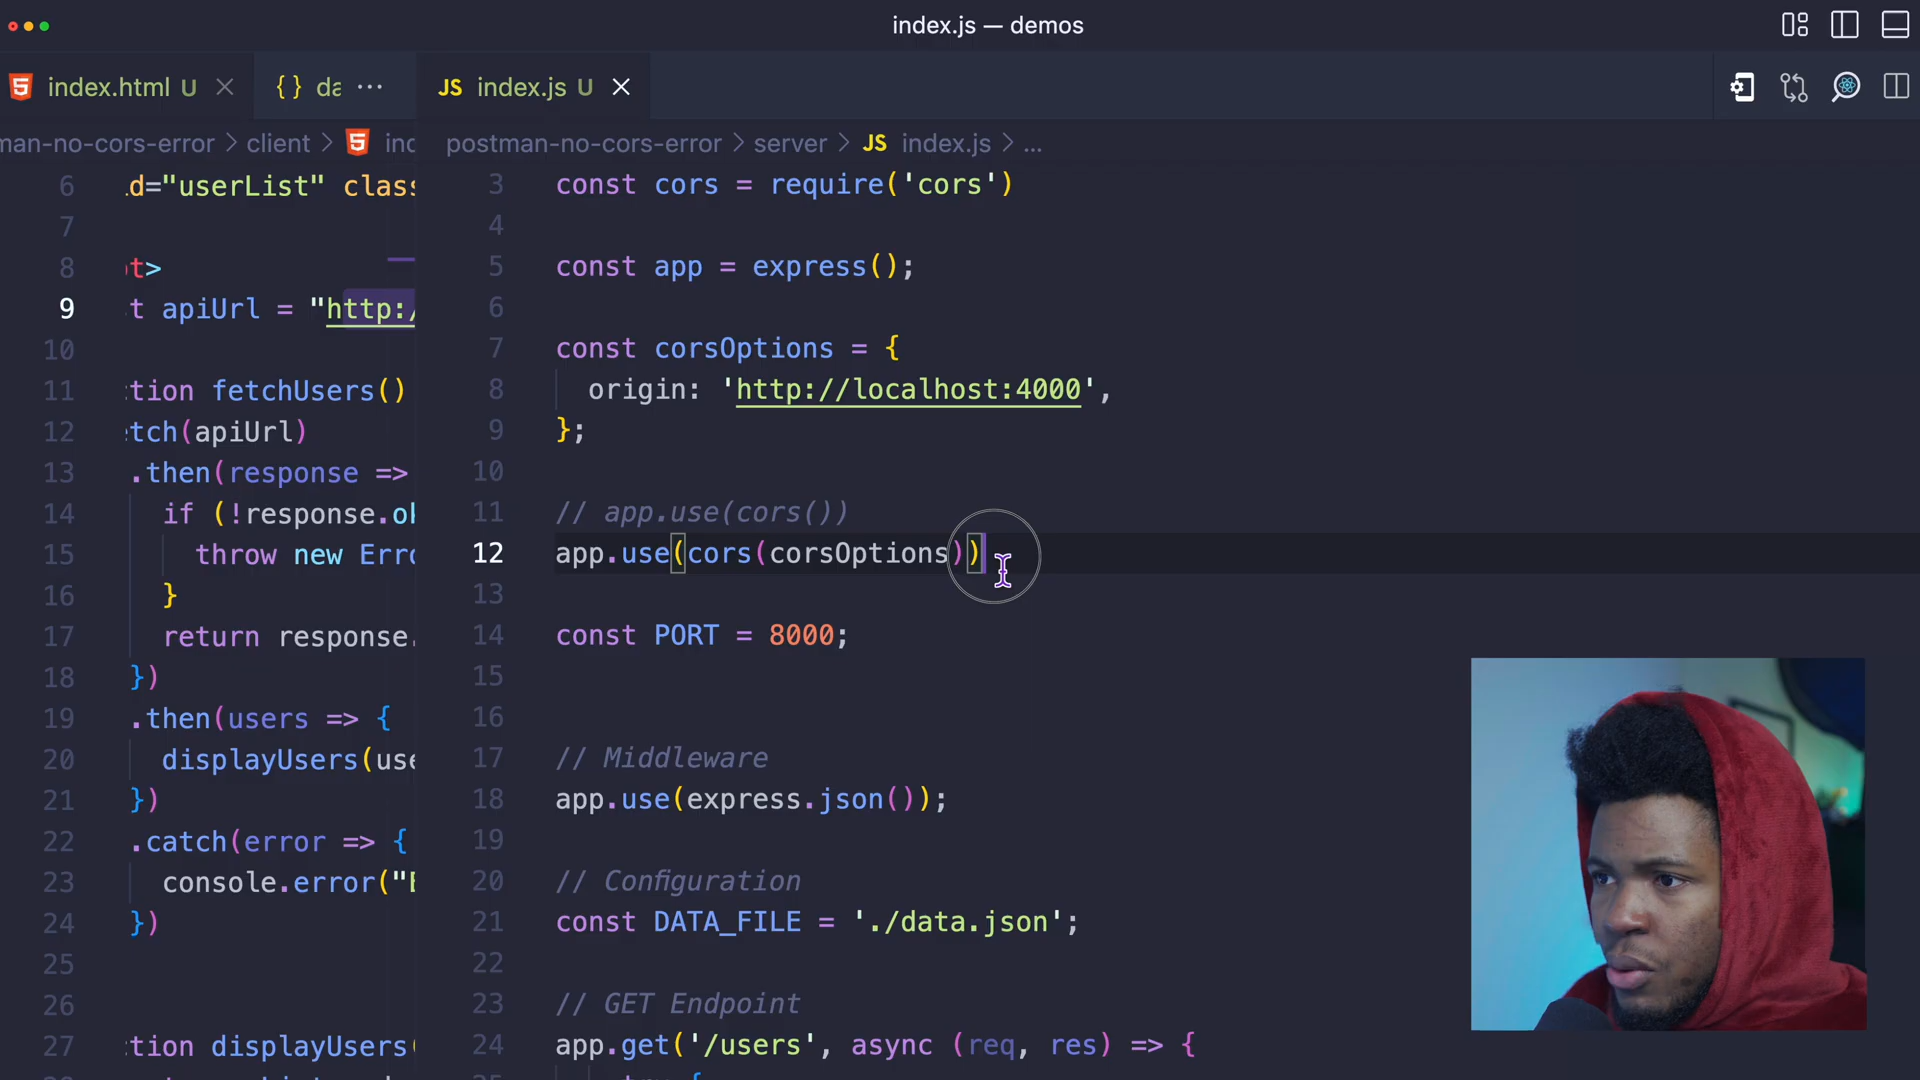 index.js — demos
index.html U
{} da ...
JS index.js U
man-no-cors-error > client >
postman-no-cors-error > server > JS index.js > ...
6 d="userList" clas
7
8 t>
9 t apiUrl = "http:/
10
11 tion fetchUsers()
12 tch(apiUrl)
13 .then(response =>
14 if (!response.ok
15 throw new Erro
16 }
17 return response.
18 })
19 .then(users => {
20 displayUsers(use
21 })
22 .catch(error => {
23 console.error("E
24 })
25
26
27 tion displayUsers(
3 const cors = require('cors')
4
5 const app = express();
6
7 const corsOptions = {
8 origin: 'http://localhost:4000',
9 };
10
11 // app.use(cors())
12 app.use(cors(corsOptions))
13
14 const PORT = 8000;
15
16
17 // Middleware
18 app.use(express.json());
19
20 // Configuration
21 const DATA_FILE = './data.json';
22
23 // GET Endpoint
24 app.get('/users', async (req, res) => {